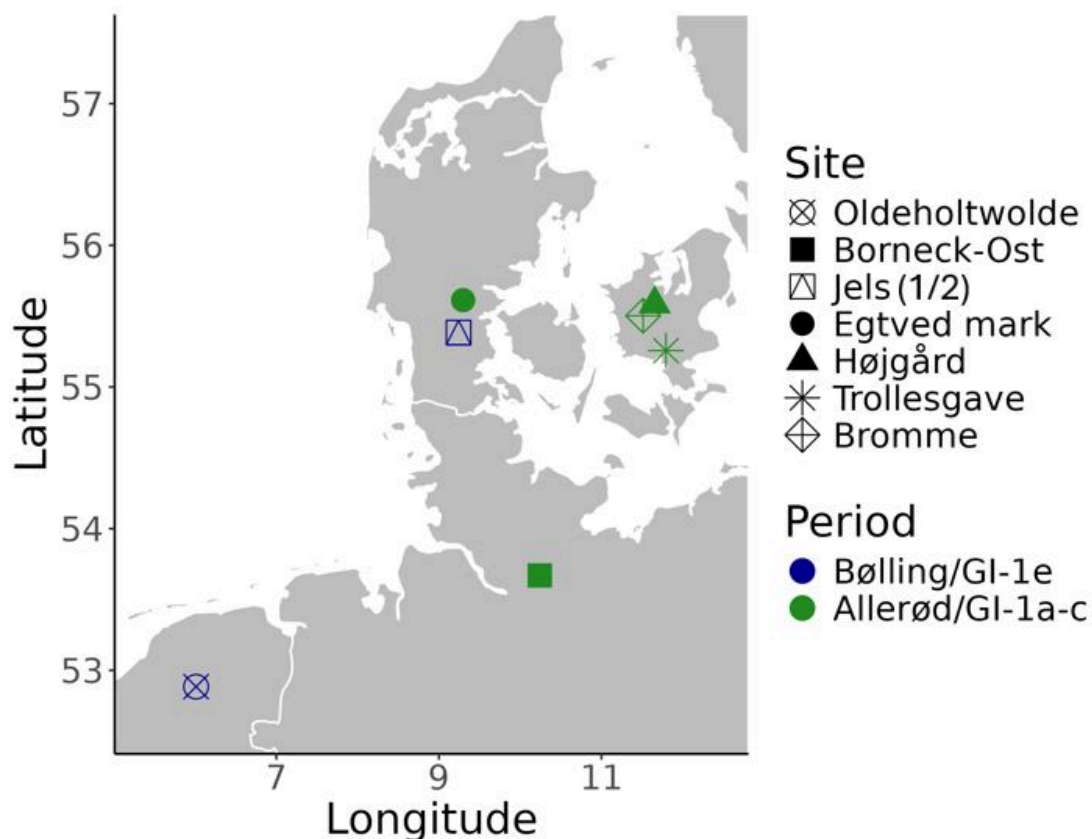 57
56
55
54
53
Latitude
7
9
11
Longitude
Site
Oldeholtwolde
Borneck-Ost
Jels (1/2)
Egtved mark
Højgård
Trollesgave
Bromme
Period
Bølling/GI-1e
Allerød/GI-1a-c